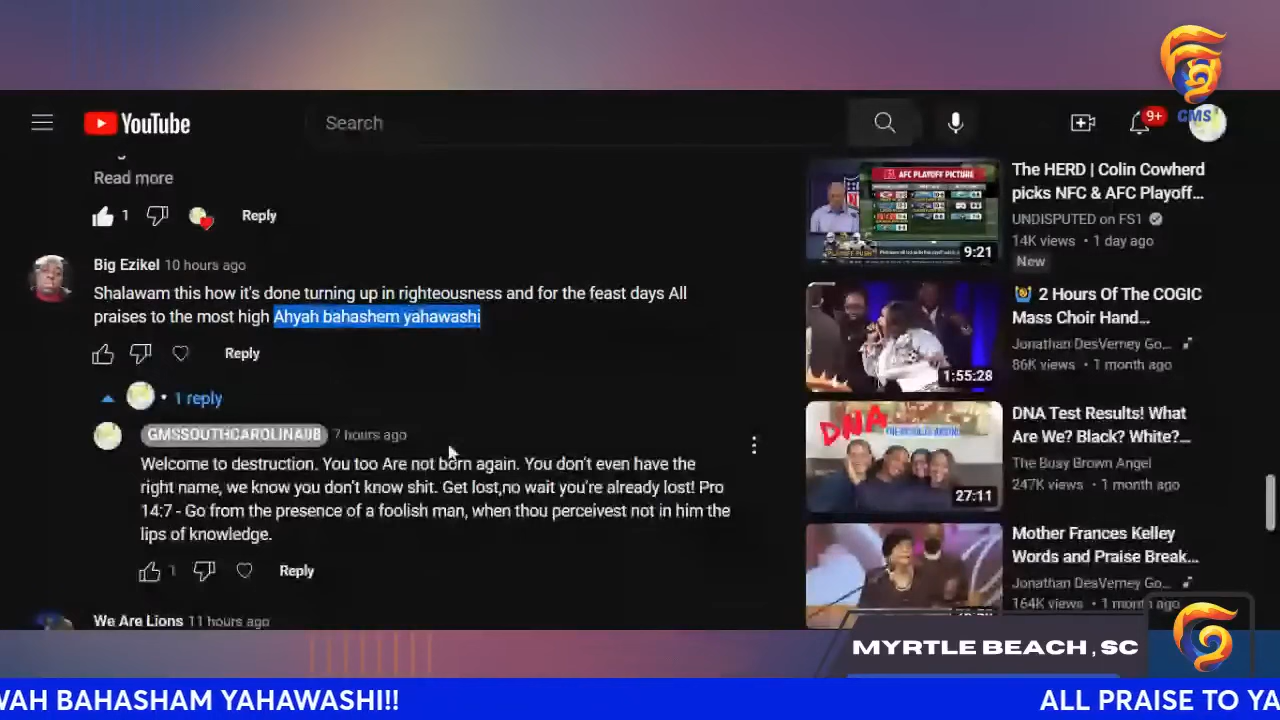 CMS
YouTube
Search
9+
Read more
1
Reply
Big Ezikel 10 hours ago
Shalawam this how it's done turning up in righteousness and for the feast days All
praises to the most high Ahyah bahashem yahawashi
Reply
• 1 reply
GMSSOUTHCAROLINAIUB 7 hours ago
Welcome to destruction. You too Are not born again. You don't even have the
right name, we know you don't know shit. Get lost,no wait you're already lost! Pro
14:7 - Go from the presence of a foolish man, when thou perceivest not in him the
lips of knowledge.
1
Reply
We Are Lions 11 hours ago
AFC PLAYOFF PICTURE
9:21
The HERD | Colin Cowherd
picks NFC & AFC Playoff...
UNDISPUTED on FS1
14K views • 1 day ago
New
1:55:28
2 Hours Of The COGIC
Mass Choir Hand...
Jonathan DesVerney Go...
86K views • 1 month ago
DNA
27:11
DNA Test Results! What
Are We? Black? White?...
The Busy Brown Angel
247K views • 1 month ago
Mother Frances Kelley
Words and Praise Break...
Jonathan DesVerney Go...
164K views • 1 month ago
MYRTLE BEACH , SC
WAH BAHASHAM YAHAWASHI!!
ALL PRAISE TO YA